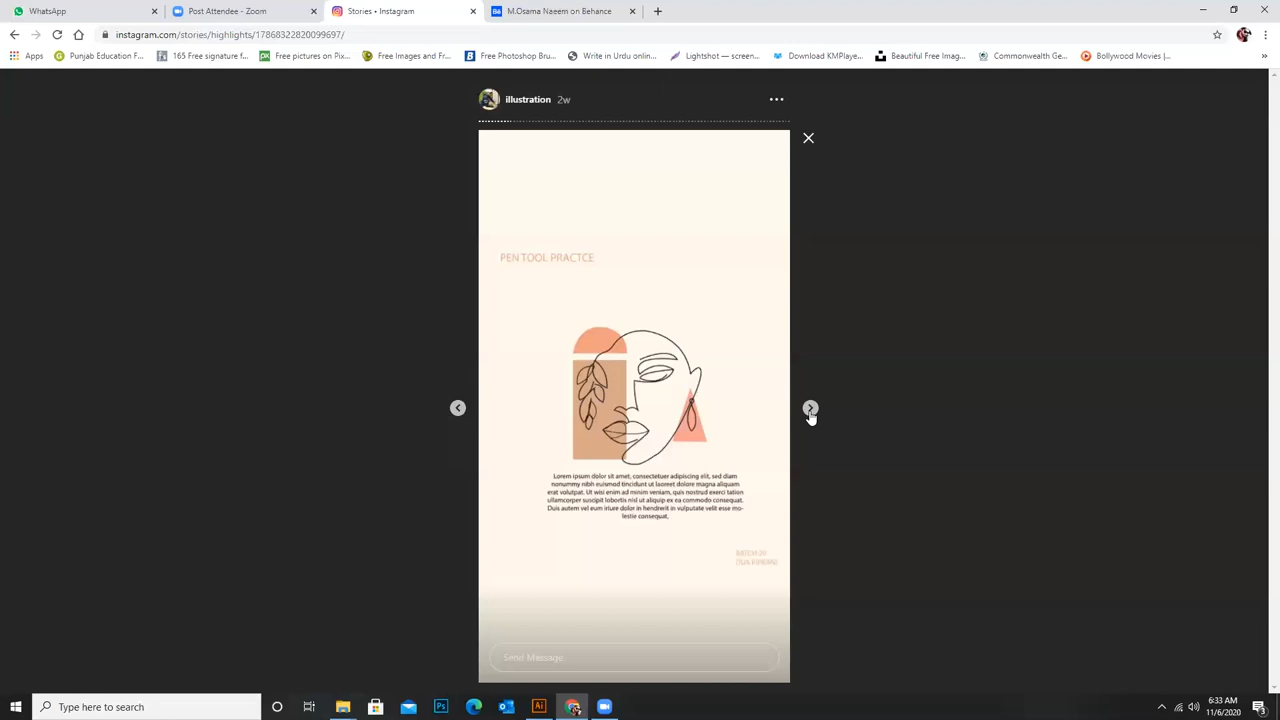 WhatsApp
Post Attendee - Zoom
Stories • Instagram
M.Osama on Behance
instagram.com/stories/highlights/17868322820099697/
Apps
Punjab Education F...
165 Free signature f...
Free pictures on Pix...
Free Images and Fr...
Free Photoshop Bru...
Write in Urdu onlin...
Lightshot — screen...
Download KMPlaye...
Beautiful Free Imag...
Commonwealth Ge...
Bollywood Movies |...
illustration 2w
PEN TOOL PRACTCE
Lorem ipsum dolor sit amet, consectetuer adipiscing elit, sed diam
nonummy nibh euismod tincidunt ut laoreet dolore magna aliquam
erat volutpat. Ut wisi enim ad minim veniam, quis nostrud exerci tation
ullamcorper suscipit lobortis nisl ut aliquip ex ea commodo consequat.
Duis autem vel eum iriure dolor in hendrerit in vulputate velit esse mo-
lestie consequat,
Send Message
Type here to search
6:33 AM
11/6/2020